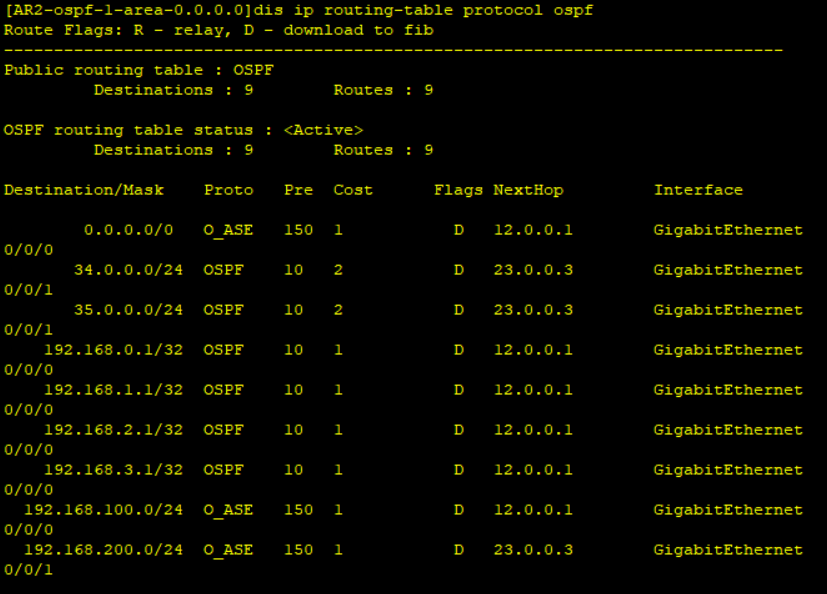 [AR2-ospf-1-area-0.0.0.0]dis ip routing-table protocol ospf
Route Flags: R - relay, D - download to fib
------------------------------------------------------------------------------
Public routing table : OSPF
         Destinations : 9        Routes : 9

OSPF routing table status : <Active>
         Destinations : 9        Routes : 9

Destination/Mask    Proto   Pre  Cost      Flags NextHop         Interface

        0.0.0.0/0   O_ASE   150  1           D   12.0.0.1        GigabitEthernet
0/0/0
       34.0.0.0/24  OSPF    10   2           D   23.0.0.3        GigabitEthernet
0/0/1
       35.0.0.0/24  OSPF    10   2           D   23.0.0.3        GigabitEthernet
0/0/1
    192.168.0.1/32  OSPF    10   1           D   12.0.0.1        GigabitEthernet
0/0/0
    192.168.1.1/32  OSPF    10   1           D   12.0.0.1        GigabitEthernet
0/0/0
    192.168.2.1/32  OSPF    10   1           D   12.0.0.1        GigabitEthernet
0/0/0
    192.168.3.1/32  OSPF    10   1           D   12.0.0.1        GigabitEthernet
0/0/0
  192.168.100.0/24  O_ASE   150  1           D   12.0.0.1        GigabitEthernet
0/0/0
  192.168.200.0/24  O_ASE   150  1           D   23.0.0.3        GigabitEthernet
0/0/1